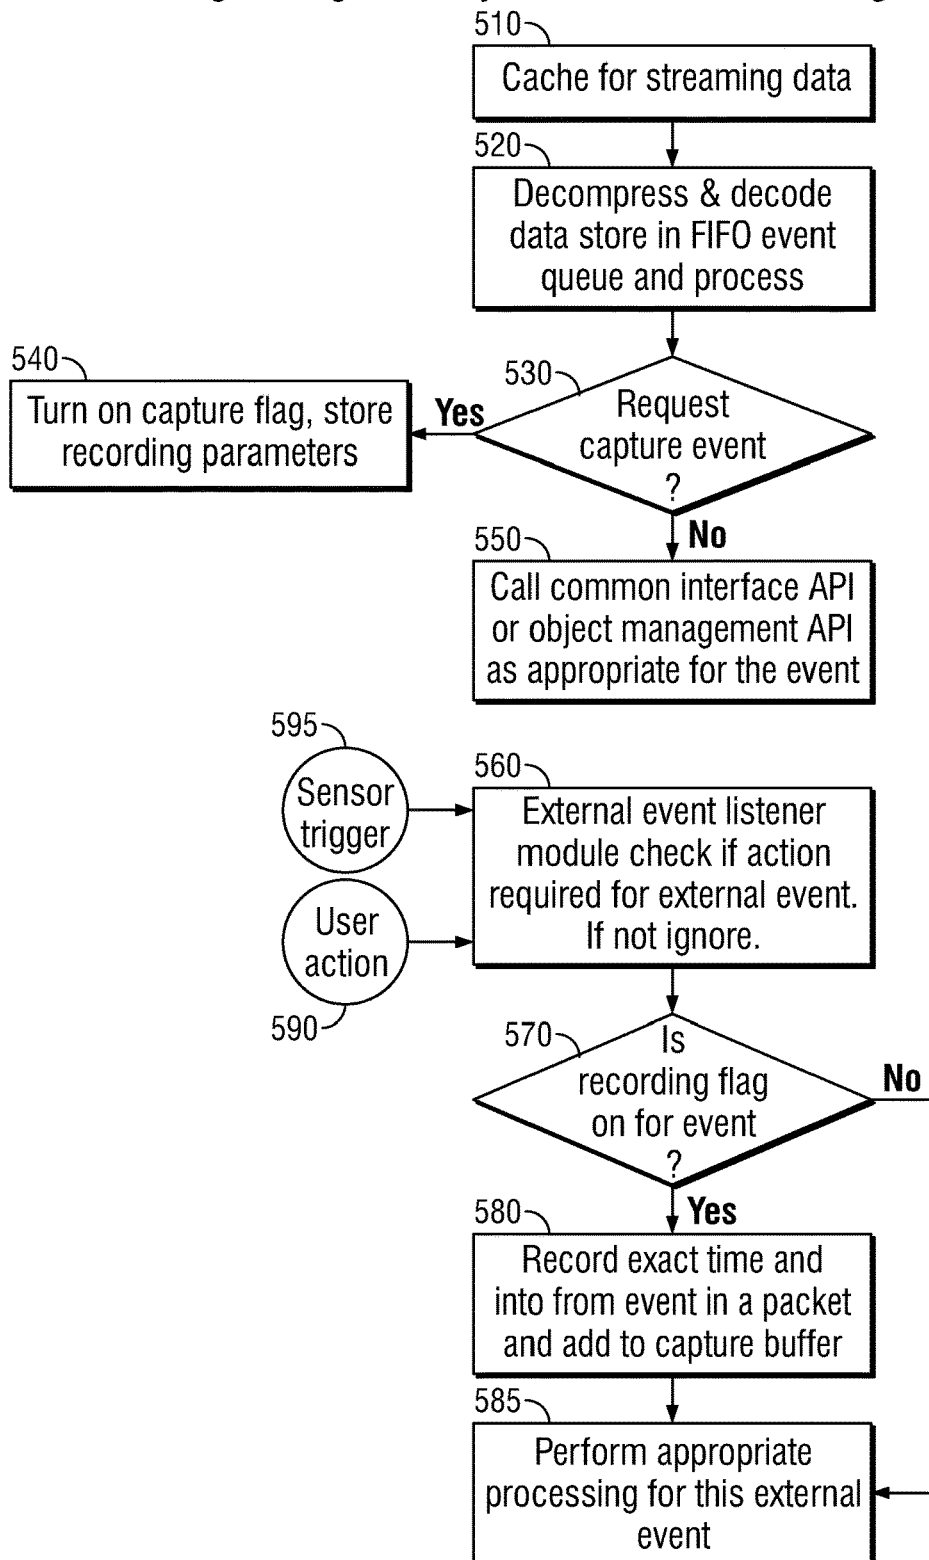 510
Cache for streaming data
520
Decompress & decode
data store in FIFO event
queue and process
530
Request
capture event
?
Yes
540
Turn on capture flag, store
recording parameters
No
550
Call common interface API
or object management API
as appropriate for the event
595
Sensor
trigger
User
action
590
560
External event listener
module check if action
required for external event.
If not ignore.
570
Is
recording flag
on for event
?
No
Yes
580
Record exact time and
into from event in a packet
and add to capture buffer
585
Perform appropriate
processing for this external
event